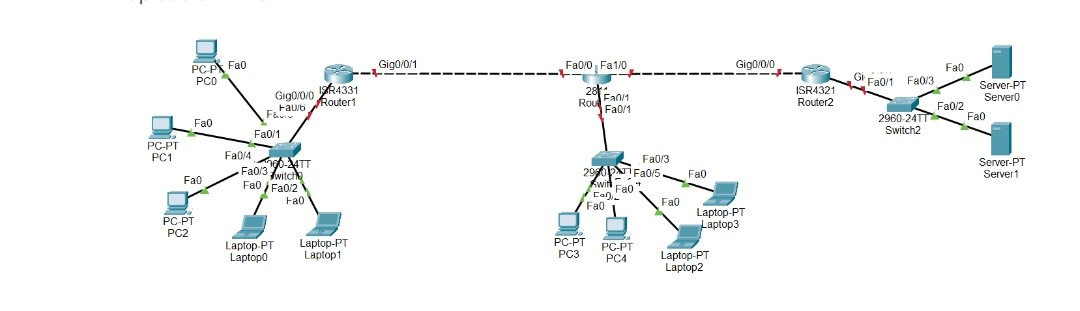 Fa0
PC-PT
PC0
Fa0
PC-PT
PC1
Fa0
PC-PT
PC2
Gig0/0/0
Fa0/6
Fa0/1
Fa0/4
Fa0/3
Fa0
Fa0/2
Fa0
Laptop-PT
Laptop0
Laptop-PT
Laptop1
ISR4331
Router1
Gig0/0/1
Fa0/0
Fa1/0
Fa0/1
Fa0/1
Fa0/3
Fa0/5
Fa0
Fa0
Fa0
Fa0
PC-PT
PC3
PC-PT
PC4
Laptop-PT
Laptop2
Laptop-PT
Laptop3
Gig0/0/0
ISR4321
Router2
Fa0/1
Fa0/3
Fa0
Fa0/2
Fa0
2960-24TT
Switch2
Server-PT
Server0
Server-PT
Server1